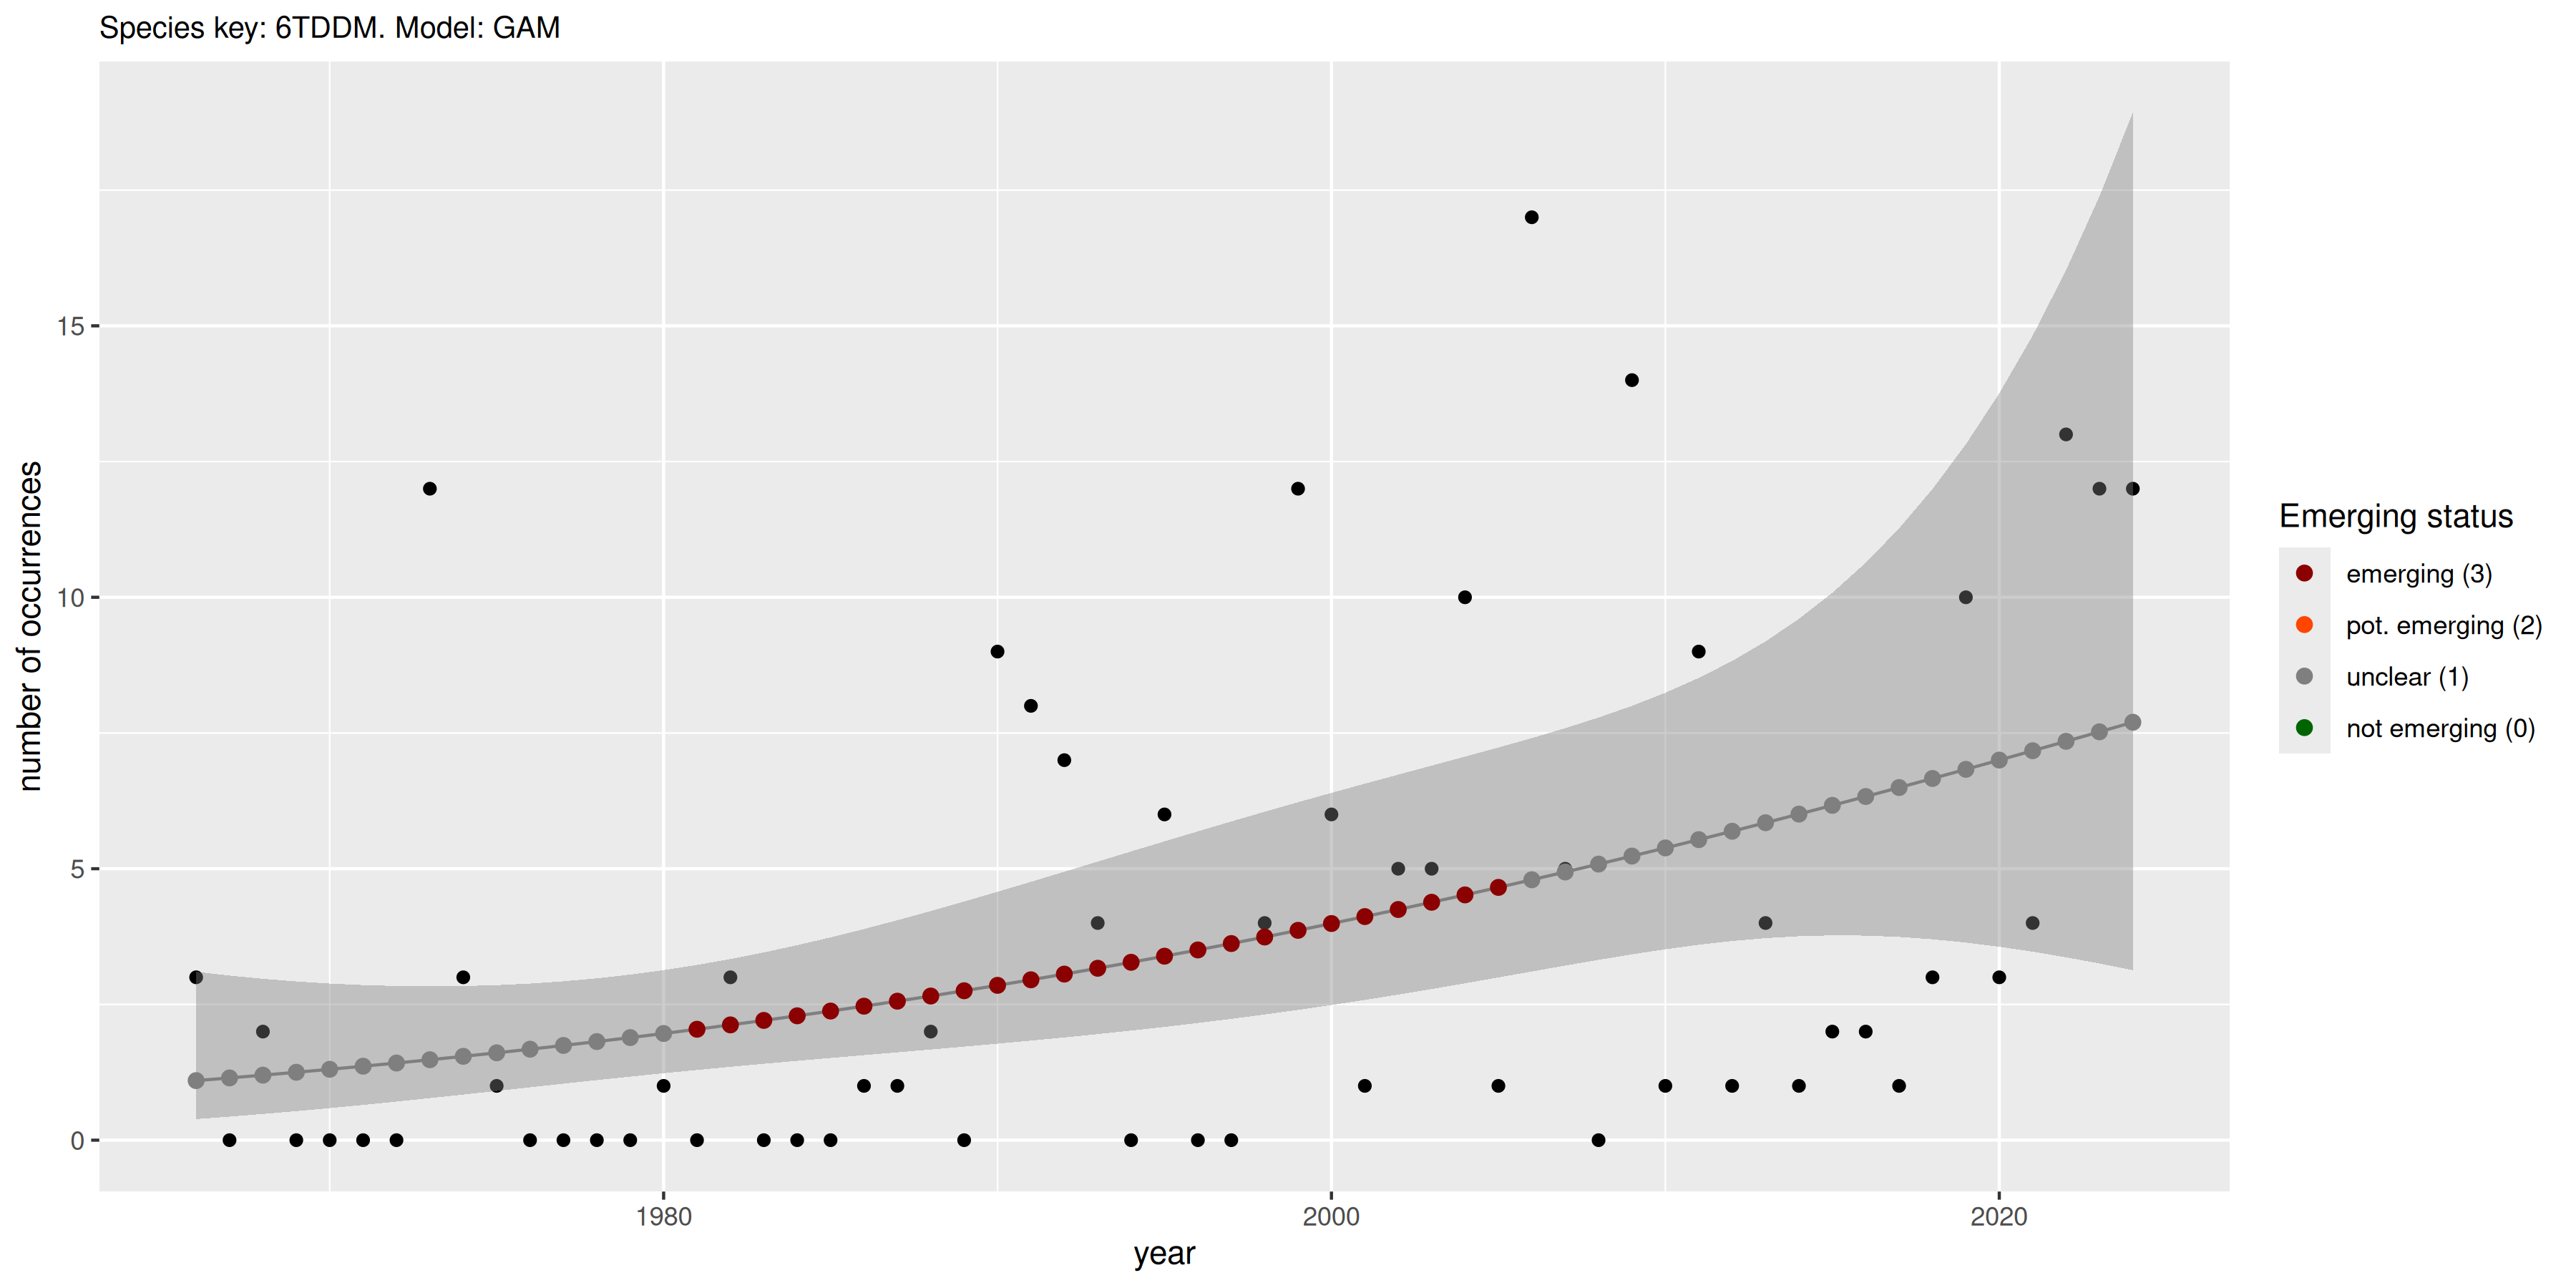 Species key: 6TDDM. Model: GAM
number of occurrences
15
10
5
0
1980
2000
2020
year
Emerging status
emerging (3)
pot. emerging (2)
unclear (1)
not emerging (0)